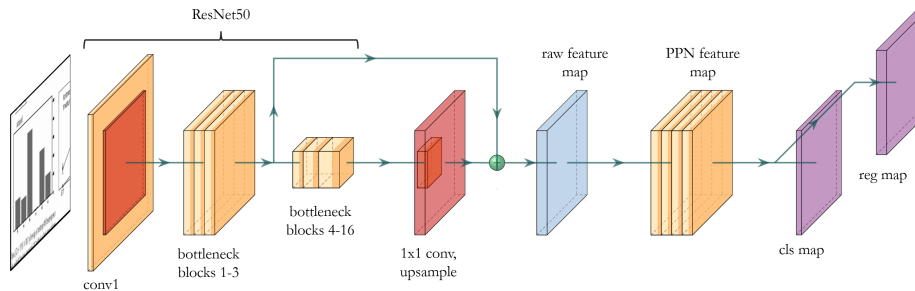 ResNet50
raw feature
map
PPN feature
map
reg map
bottleneck
blocks 4-16
bottleneck
blocks 1-3
1x1 conv,
upsample
cls map
conv1